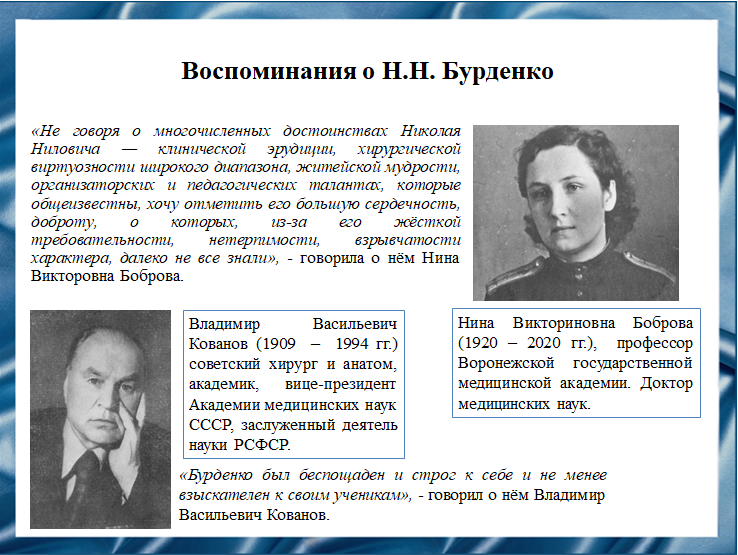 Воспоминания о Н.Н. Бурденко
«Не говоря о многочисленных достоинствах Николая
Ниловича — клинической эрудиции, хирургической
виртуозности широкого диапазона, житейской мудрости,
организаторских и педагогических талантах, которые
общеизвестны, хочу отметить его большую сердечность,
доброту, о которых, из-за его жёсткой
требовательности, нетерпимости, взрывчатости
характера, далеко не все знали», - говорила о нём Нина
Викторовна Боброва.
Нина Викториновна Боброва
(1920 – 2020 гг.), профессор
Воронежской государственной
медицинской академии. Доктор
медицинских наук.
Владимир Васильевич
Кованов (1909 – 1994 гг.)
советский хирург и анатом,
академик, вице-президент
Академии медицинских наук
СССР, заслуженный деятель
науки РСФСР.
«Бурденко был беспощаден и строг к себе и не менее
взыскателен к своим ученикам», - говорил о нём Владимир
Васильевич Кованов.